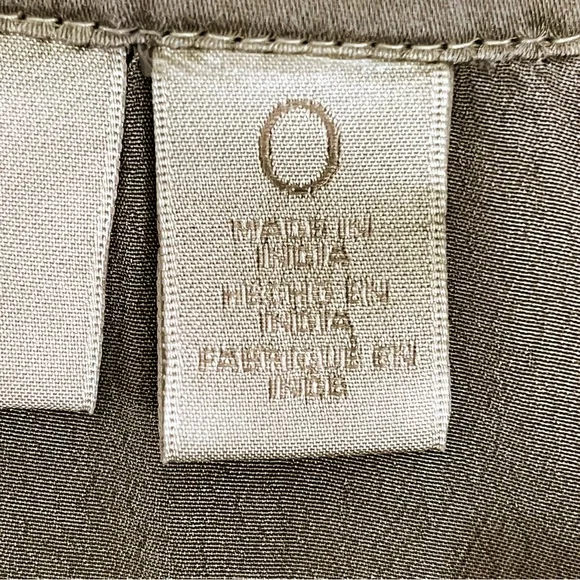 0
MADE IN
INDIA
HECHO EN
INDIA
FABRIQUE EN
INDE